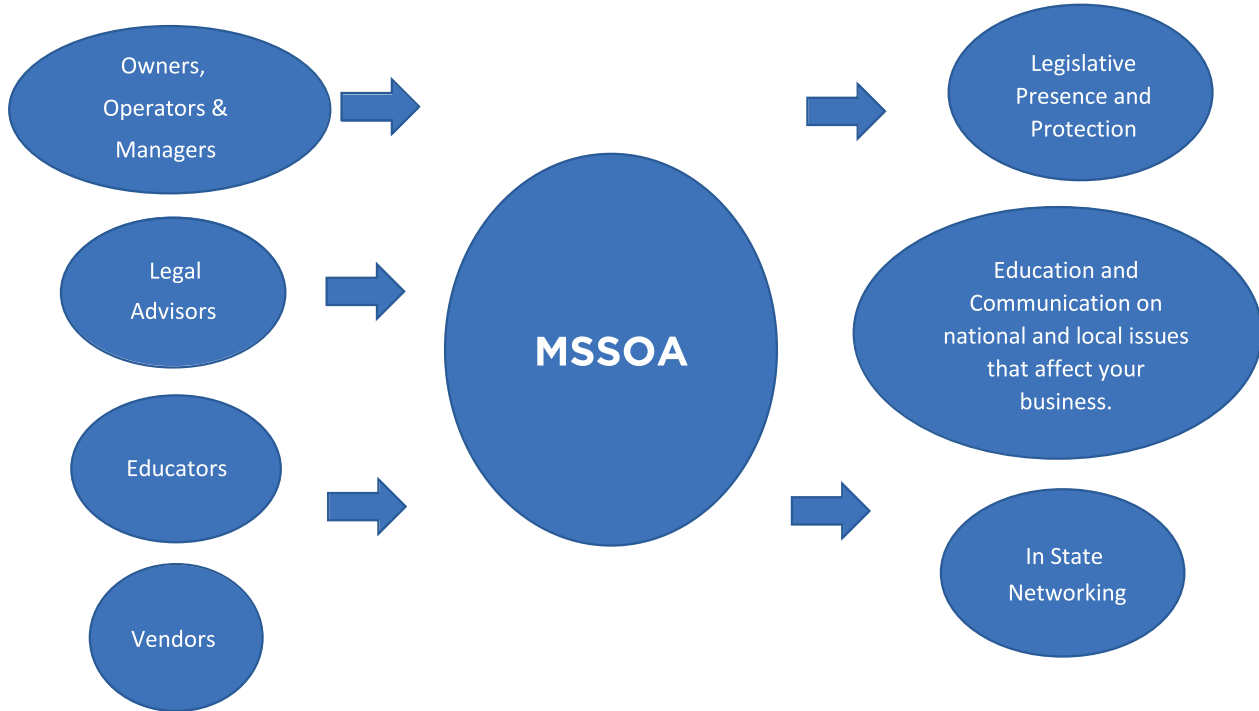 Owners,
Operators &
Managers
Legal
Advisors
Educators
Vendors
MSSOA
Legislative
Presence and
Protection
Education and
Communication on
national and local issues
that affect your
business.
In State
Networking